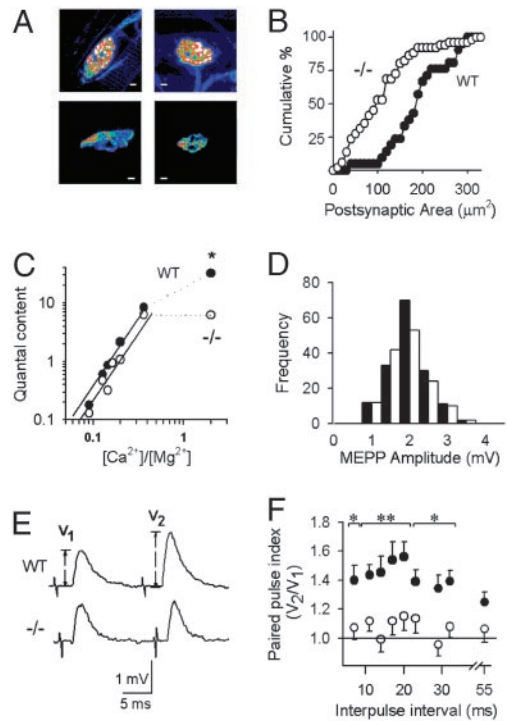 A
B
Cumulative %
100
75
50
25
0
-/-
WT
0 100 200 300
Postsynaptic Area (μm²)
C
Quantal content
10
1
0.1
WT
*
-/-
0.1 1
[Ca²⁺]/[Mg²⁺]
D
Frequency
80
60
40
20
0
0 1 2 3 4
MEPP Amplitude (mV)
E
V₁
V₂
WT
-/-
1 mV
5 ms
F
Paired pulse index
(V₂/V₁)
* ** *
1.8
1.6
1.4
1.2
1.0
10 20 30 55
Interpulse interval (ms)